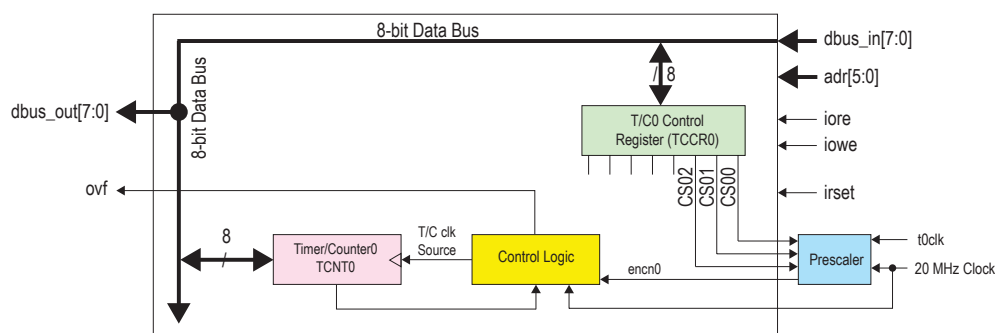 8-bit Data Bus
dbus_in[7:0]
adr[5:0]
8
dbus_out[7:0]
8-bit Data Bus
T/C0 Control
Register (TCCR0)
iore
iowe
CS02
CS01
CS00
irset
ovf
8
Timer/Counter0
TCNT0
T/C clk
Source
Control Logic
encn0
Prescaler
t0clk
20 MHz Clock